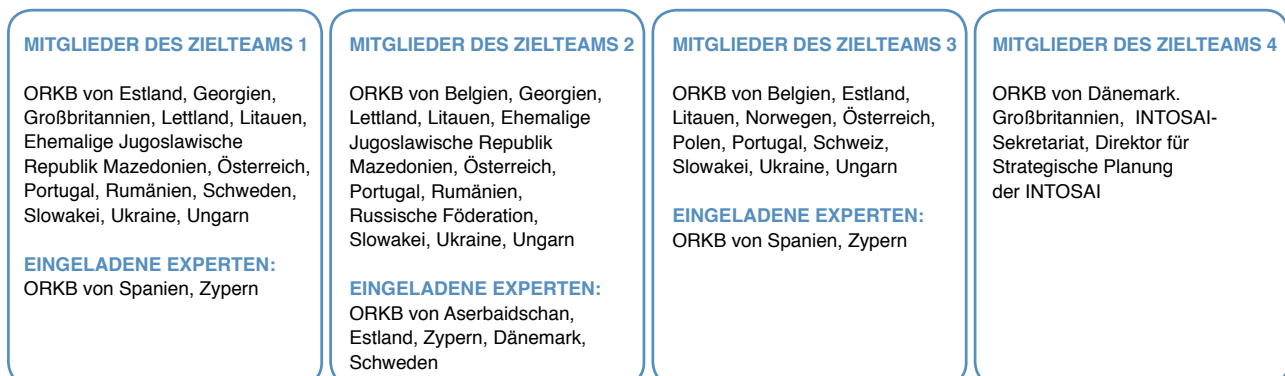 MITGLIEDER DES ZIELTEAMS 1
ORKB von Estland, Georgien,
Großbritannien, Lettland, Litauen,
Ehemalige Jugoslawische
Republik Mazedonien, Österreich,
Portugal, Rumänien, Schweden,
Slowakei, Ukraine, Ungarn
EINGELADENE EXPERTEN:
ORKB von Spanien, Zypern
MITGLIEDER DES ZIELTEAMS 2
ORKB von Belgien, Georgien,
Lettland, Litauen, Ehemalige
Jugoslawische Republik
Mazedonien, Österreich,
Portugal, Rumänien,
Russische Föderation,
Slowakei, Ukraine, Ungarn
EINGELADENE EXPERTEN:
ORKB von Aserbaidschan,
Estland, Zypern, Dänemark,
Schweden
MITGLIEDER DES ZIELTEAMS 3
ORKB von Belgien, Estland,
Litauen, Norwegen, Österreich,
Polen, Portugal, Schweiz,
Slowakei, Ukraine, Ungarn
EINGELADENE EXPERTEN:
ORKB von Spanien, Zypern
MITGLIEDER DES ZIELTEAMS 4
ORKB von Dänemark.
Großbritannien, INTOSAI-
Sekretariat, Direktor für
Strategische Planung
der INTOSAI